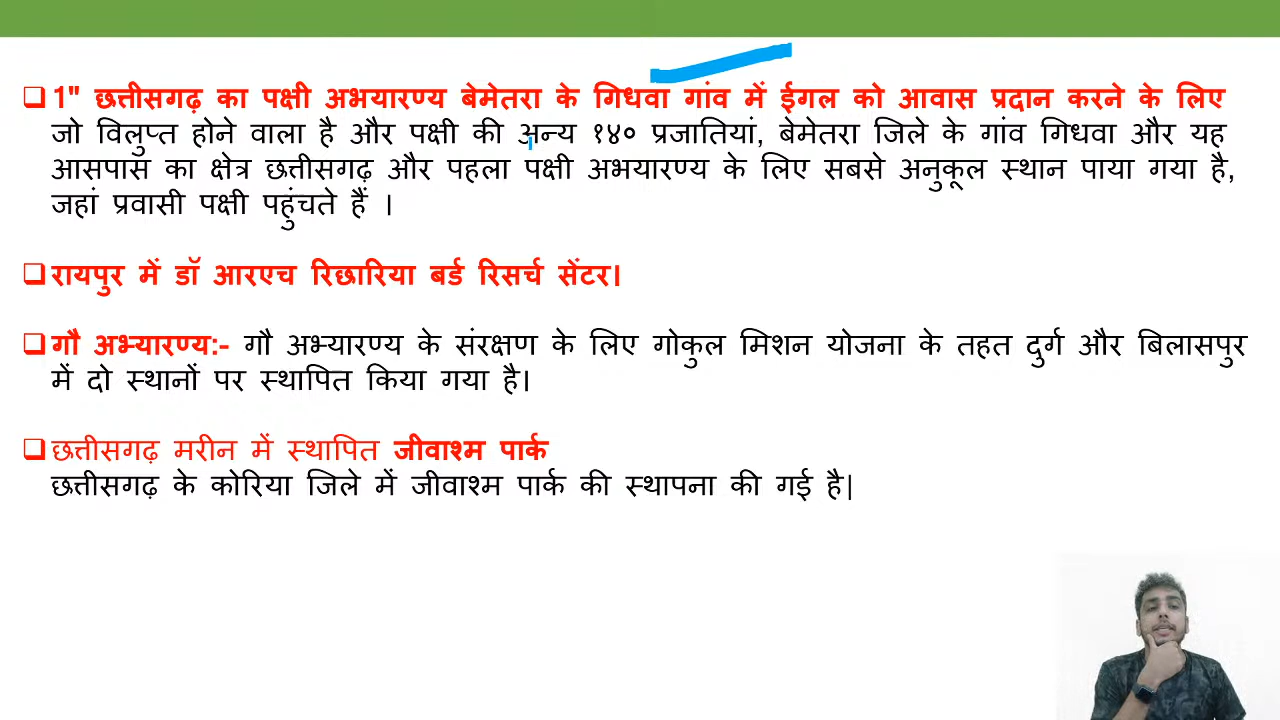 1" छत्तीसगढ़ का पक्षी अभयारण्य बेमेतरा के गिधवा गांव में ईगल को आवास प्रदान करने के लिए
जो विलुप्त होने वाला है और पक्षी की अन्य १४० प्रजातियां, बेमेतरा जिले के गांव गिधवा और यह
आसपास का क्षेत्र छत्तीसगढ़ और पहला पक्षी अभयारण्य के लिए सबसे अनुकूल स्थान पाया गया है,
जहां प्रवासी पक्षी पहुंचते हैं ।
रायपुर में डॉ आरएच रिछारिया बर्ड रिसर्च सेंटर।
गौ अभ्यारण्य:- गौ अभ्यारण्य के संरक्षण के लिए गोकुल मिशन योजना के तहत दुर्ग और बिलासपुर
में दो स्थानों पर स्थापित किया गया है।
छत्तीसगढ़ मरीन में स्थापित जीवाश्म पार्क
छत्तीसगढ़ के कोरिया जिले में जीवाश्म पार्क की स्थापना की गई है|